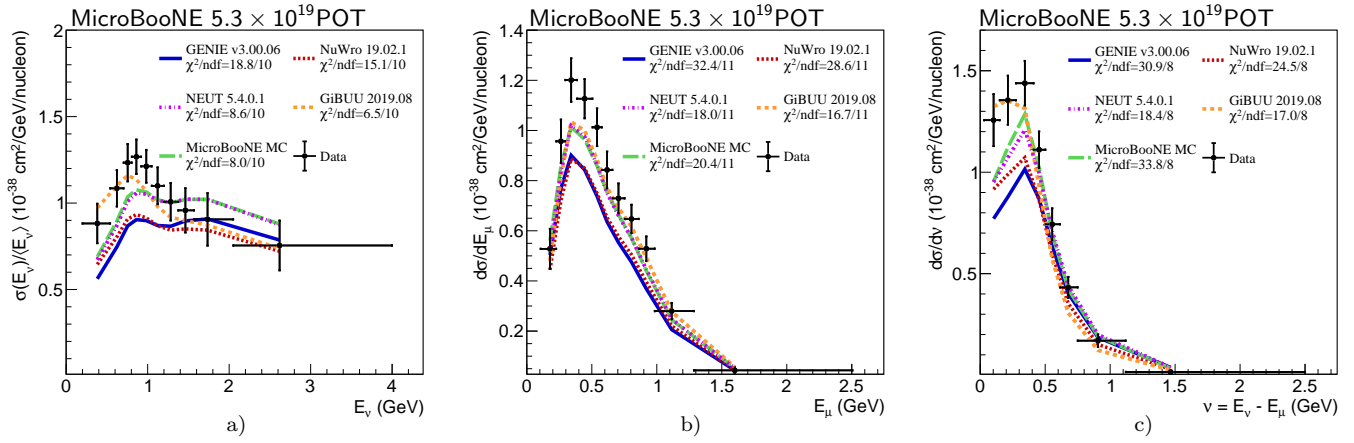 MicroBooNE 5.3 × 10¹⁹POT
σ(E_ν)/⟨E_ν⟩ (10⁻³⁸ cm²/GeV/nucleon)
GENIE v3.00.06
χ²/ndf=18.8/10
NuWro 19.02.1
χ²/ndf=15.1/10
NEUT 5.4.0.1
χ²/ndf=8.6/10
GiBUU 2019.08
χ²/ndf=6.5/10
MicroBooNE MC
χ²/ndf=8.0/10
Data
2
1.5
1
0.5
0 1 2 3 4
E_ν (GeV)
a)
MicroBooNE 5.3 × 10¹⁹POT
dσ/dE_μ (10⁻³⁸ cm²/GeV/nucleon)
GENIE v3.00.06
χ²/ndf=32.4/11
NuWro 19.02.1
χ²/ndf=28.6/11
NEUT 5.4.0.1
χ²/ndf=18.0/11
GiBUU 2019.08
χ²/ndf=16.7/11
MicroBooNE MC
χ²/ndf=20.4/11
Data
1.4
1.2
1.0
0.8
0.6
0.4
0.2
0 0.5 1.0 1.5 2.0 2.5
E_μ (GeV)
b)
MicroBooNE 5.3 × 10¹⁹POT
dσ/dν (10⁻³⁸ cm²/GeV/nucleon)
GENIE v3.00.06
χ²/ndf=30.9/8
NuWro 19.02.1
χ²/ndf=24.5/8
NEUT 5.4.0.1
χ²/ndf=18.4/8
GiBUU 2019.08
χ²/ndf=17.0/8
MicroBooNE MC
χ²/ndf=33.8/8
Data
1.5
1.0
0.5
0 0.5 1.0 1.5 2.0 2.5
ν = E_ν - E_μ (GeV)
c)